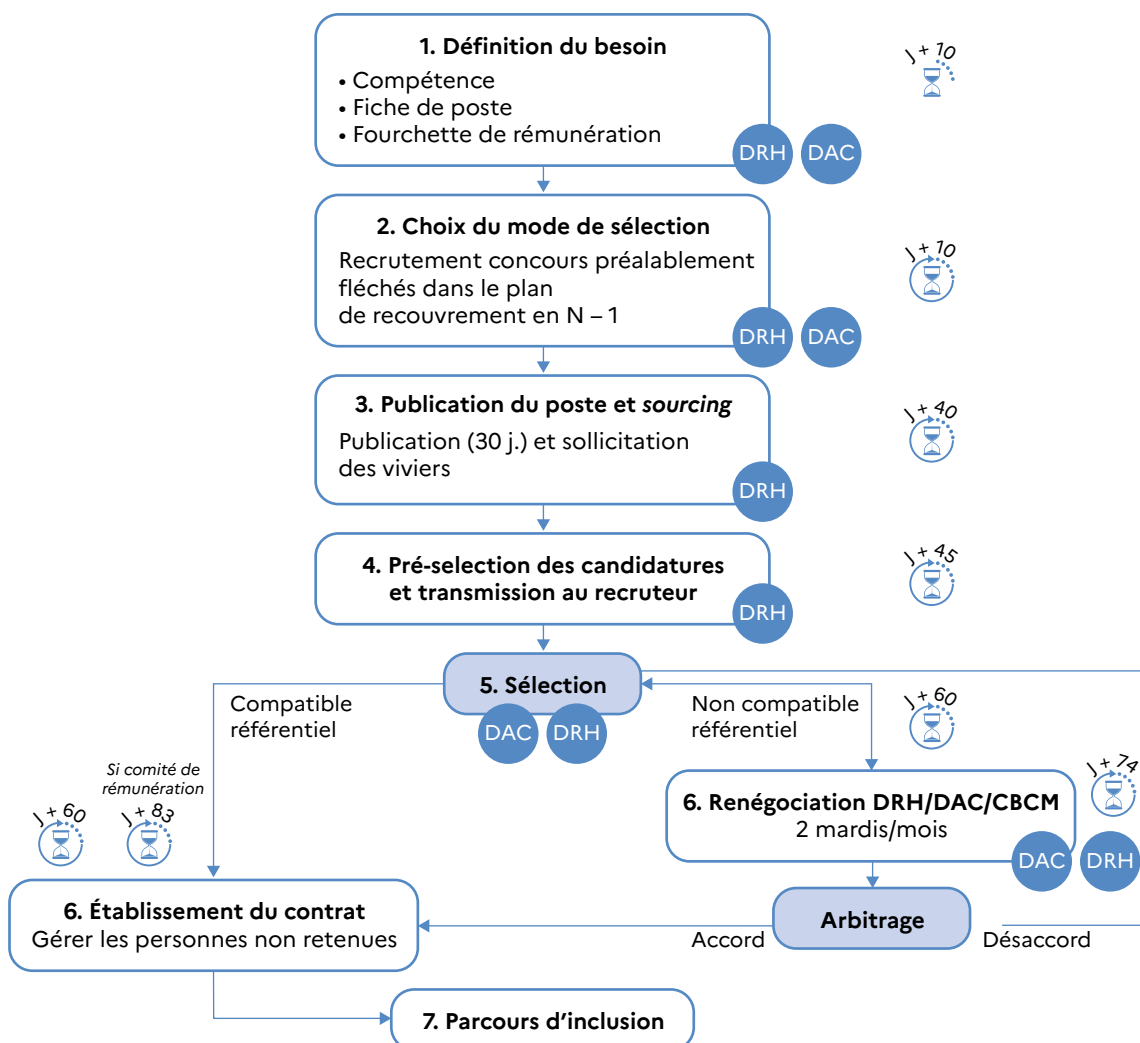 1. Définition du besoin
• Compétence
• Fiche de poste
• Fourchette de rémunération
DRH DAC
J + 10
2. Choix du mode de sélection
Recrutement concours préalablement
fléchés dans le plan
de recouvrement en N – 1
DRH DAC
J + 10
3. Publication du poste et sourcing
Publication (30 j.) et sollicitation
des viviers
DRH
J + 40
4. Pré-selection des candidatures
et transmission au recruteur
DRH
J + 45
5. Sélection
DAC DRH
Compatible
référentiel
Non compatible
référentiel
J + 60
Si comité de
rémunération
J + 60
J + 83
J + 74
6. Renégociation DRH/DAC/CBCM
2 mardis/mois
DAC DRH
6. Établissement du contrat
Gérer les personnes non retenues
Accord
Arbitrage
Désaccord
7. Parcours d’inclusion